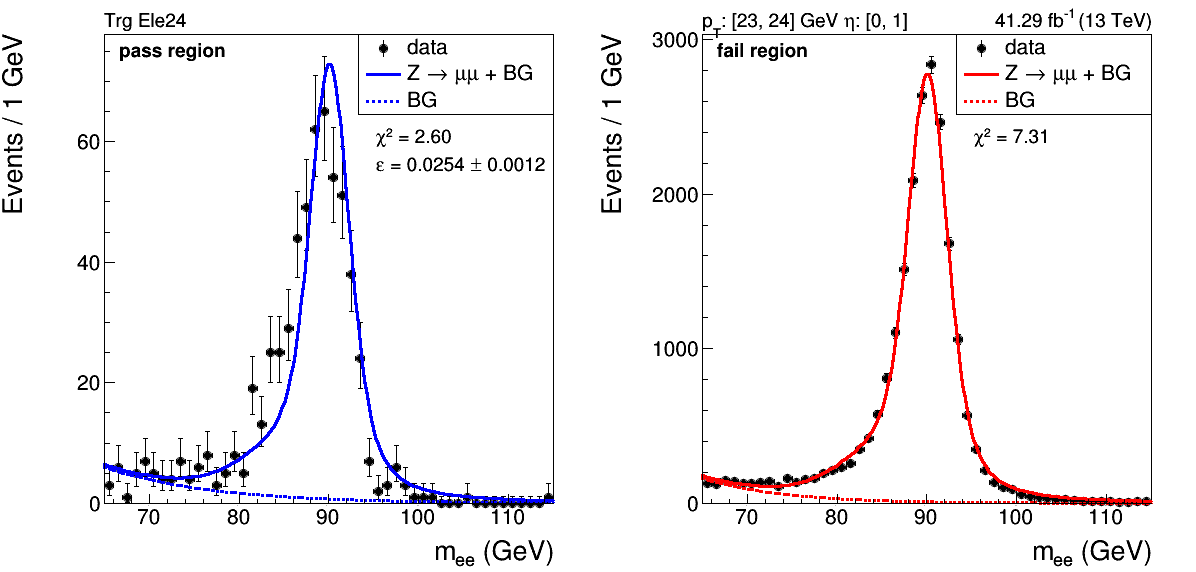 Trg Ele24
pass region
data
Z → μμ + BG
BG
χ² = 2.60
ε = 0.0254 ± 0.0012
Events / 1 GeV
60
40
20
0
70 80 90 100 110
m_ee (GeV)
p_T: [23, 24] GeV η: [0, 1] 41.29 fb⁻¹ (13 TeV)
fail region
data
Z → μμ + BG
BG
χ² = 7.31
Events / 1 GeV
3000
2000
1000
0
70 80 90 100 110
m_ee (GeV)